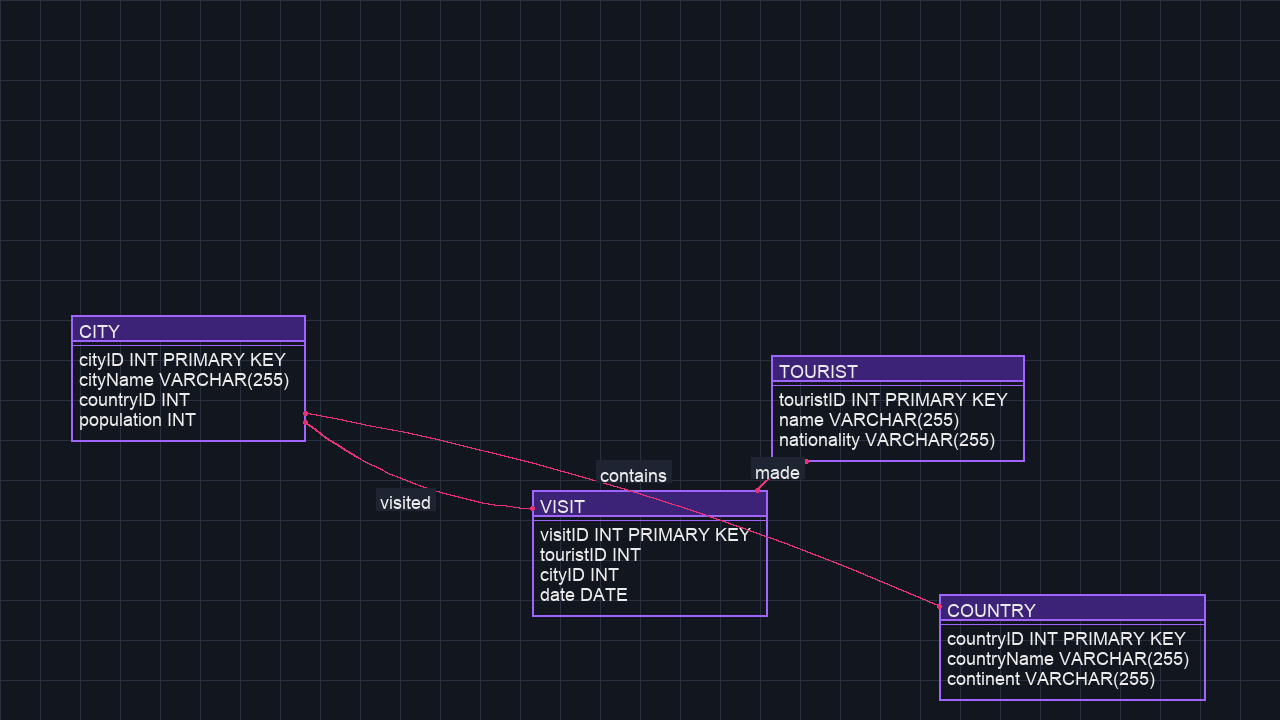 CITY
cityID INT PRIMARY KEY
cityName VARCHAR(255)
countryID INT
population INT
TOURIST
touristID INT PRIMARY KEY
name VARCHAR(255)
nationality VARCHAR(255)
made
contains
visited
VISIT
visitID INT PRIMARY KEY
touristID INT
cityID INT
date DATE
COUNTRY
countryID INT PRIMARY KEY
countryName VARCHAR(255)
continent VARCHAR(255)